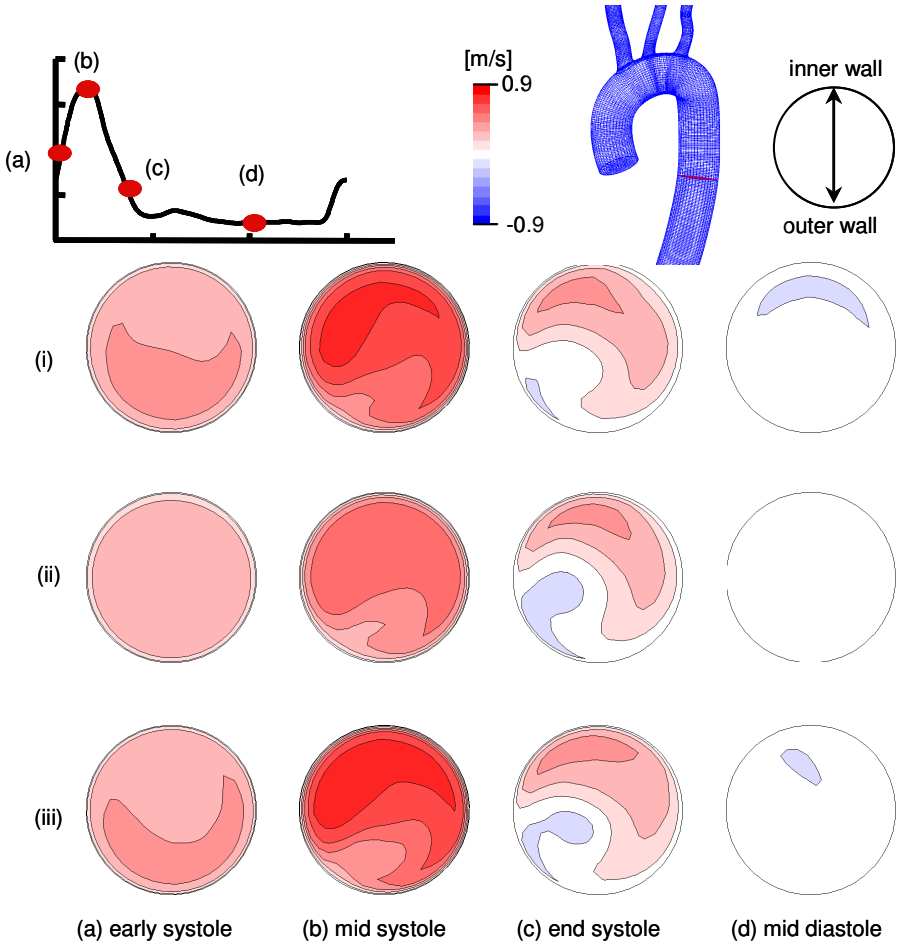 (b)
[m/s]
0.9
inner wall
(a)
(c)
(d)
-0.9
outer wall
(i)
(ii)
(iii)
(a) early systole
(b) mid systole
(c) end systole
(d) mid diastole